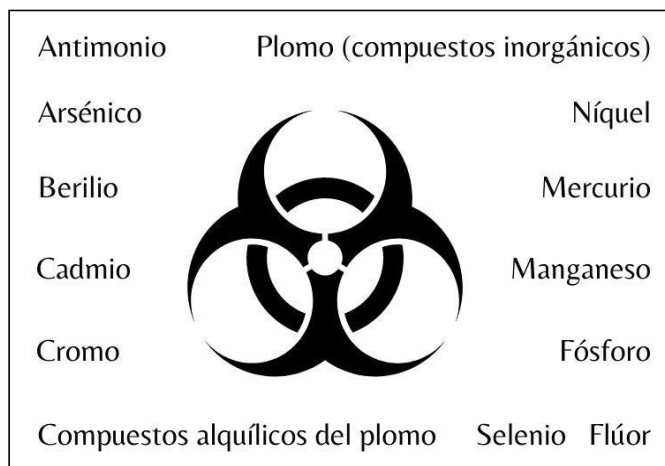 Antimonio Plomo (compuestos inorgánicos)
Arsénico Níquel
Berilio Mercurio
Cadmio Manganeso
Cromo Fósforo
Compuestos alquílicos del plomo Selenio Flúor